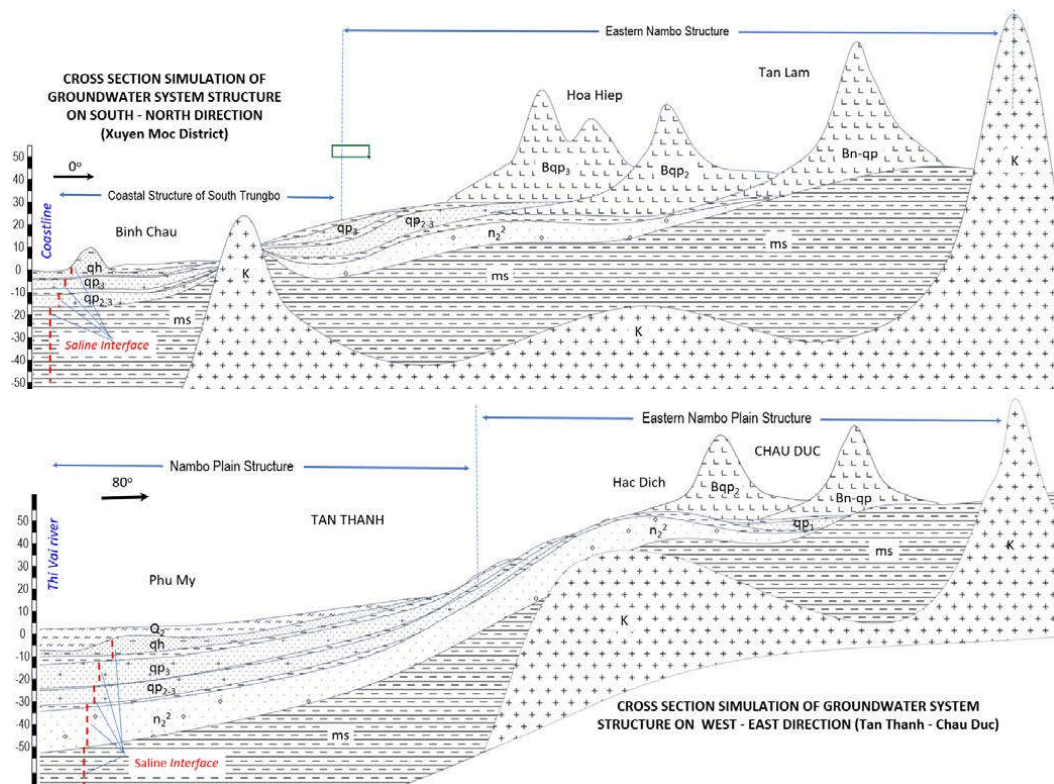 Eastern Nambo Structure
CROSS SECTION SIMULATION OF
GROUNDWATER SYSTEM STRUCTURE
ON SOUTH - NORTH DIRECTION
(Xuyen Moc District)
Tan Lam
Hoa Hiep
50
40
30
20
10
0
-10
-20
-30
-40
-50
0º
Coastal Structure of South Trungbo
Coastline
Binh Chau
K
Bn-qp
Bqp3
Bqp2
qp3
qp2-3
n2²
ms
ms
qh
qp3
qp2-3
ms
K
K
Saline Interface
Eastern Nambo Plain Structure
Nambo Plain Structure
CHAU DUC
Hac Dich
80º
TAN THANH
Thi Vai river
Phu My
50
40
30
20
10
0
-10
-20
-30
-40
-50
Bqp2
Bn-qp
qp1
n2²
ms
K
K
Q2
qh
qp3
qp2-3
n2²
ms
Saline Interface
CROSS SECTION SIMULATION OF GROUNDWATER SYSTEM
STRUCTURE ON WEST - EAST DIRECTION (Tan Thanh - Chau Duc)